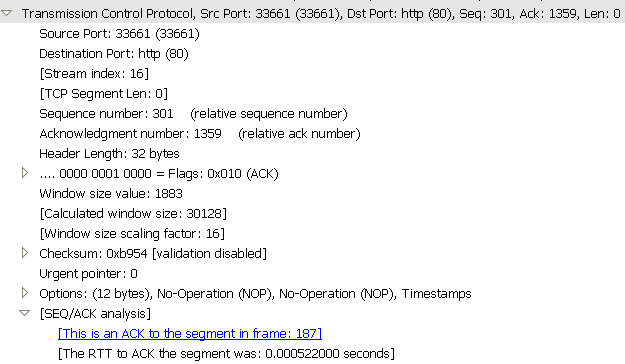 Transmission Control Protocol, Src Port: 33661 (33661), Dst Port: http (80), Seq: 301, Ack: 1359, Len: 0
Source Port: 33661 (33661)
Destination Port: http (80)
[Stream index: 16]
[TCP Segment Len: 0]
Sequence number: 301    (relative sequence number)
Acknowledgment number: 1359    (relative ack number)
Header Length: 32 bytes
.... 0000 0001 0000 = Flags: 0x010 (ACK)
Window size value: 1883
[Calculated window size: 30128]
[Window size scaling factor: 16]
Checksum: 0xb954 [validation disabled]
Urgent pointer: 0
Options: (12 bytes), No-Operation (NOP), No-Operation (NOP), Timestamps
[SEQ/ACK analysis]
[This is an ACK to the segment in frame: 187]
[The RTT to ACK the segment was: 0.000522000 seconds]